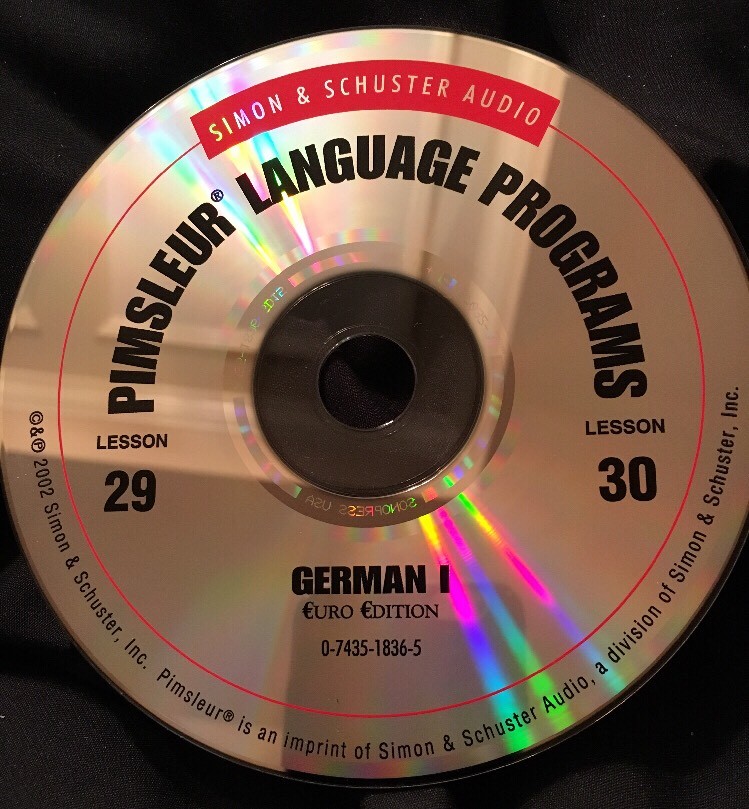 SIMON & SCHUSTER AUDIO
PIMSLEUR® LANGUAGE PROGRAMS
LESSON
29
LESSON
30
GERMAN I
€URO €DITION
0-7435-1836-5
©&℗ 2002 Simon & Schuster, Inc. Pimsleur® is an imprint of Simon & Schuster Audio, a division of Simon & Schuster, Inc.
SONOPRESS USA